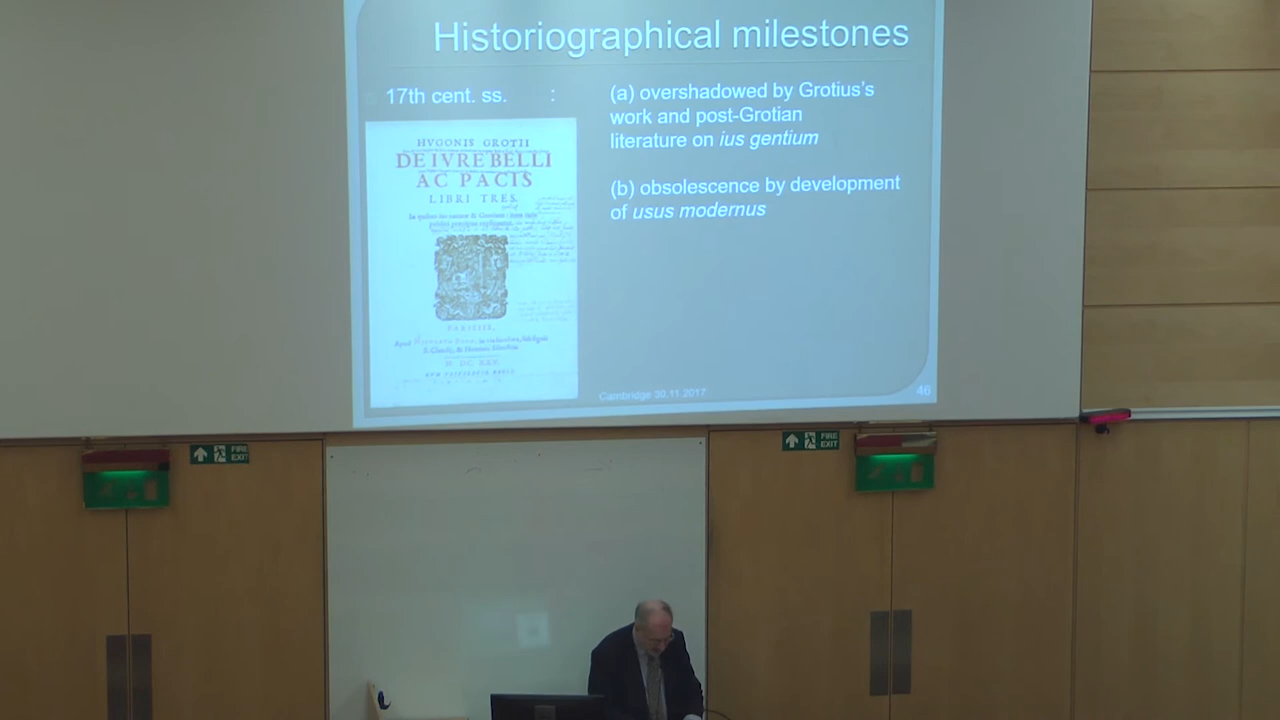 Historiographical milestones
17th cent. ss. :
(a) overshadowed by Grotius's
work and post-Grotian
literature on ius gentium
(b) obsolescence by development
of usus modernus
HVGONIS GROTII
DE IVRE BELLI
AC PACIS
LIBRI TRES.
PARISIIS,
M. DC. XXV.
Cambridge 30.11.2017
46
FIRE
EXIT
FIRE
EXIT